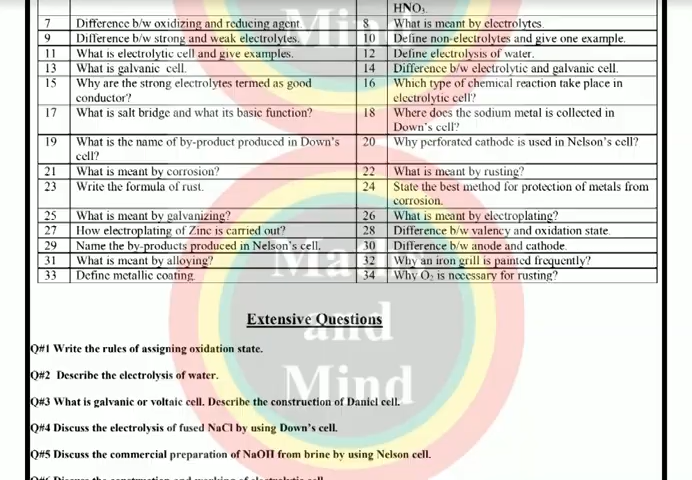 HNO3.
7 Difference b/w oxidizing and reducing agent. 8 What is meant by electrolytes.
9 Difference b/w strong and weak electrolytes. 10 Define non-electrolytes and give one example.
11 What is electrolytic cell and give examples. 12 Define electrolysis of water.
13 What is galvanic cell. 14 Difference b/w electrolytic and galvanic cell.
15 Why are the strong electrolytes termed as good 16 Which type of chemical reaction take place in
conductor? electrolytic cell?
17 What is salt bridge and what its basic function? 18 Where does the sodium metal is collected in
Down's cell?
19 What is the name of by-product produced in Down's 20 Why perforated cathode is used in Nelson's cell?
cell?
21 What is meant by corrosion? 22 What is meant by rusting?
23 Write the formula of rust. 24 State the best method for protection of metals from
corrosion.
25 What is meant by galvanizing? 26 What is meant by electroplating?
27 How electroplating of Zinc is carried out? 28 Difference b/w valency and oxidation state.
29 Name the by-products produced in Nelson's cell. 30 Difference b/w anode and cathode.
31 What is meant by alloying? 32 Why an iron grill is painted frequently?
33 Define metallic coating. 34 Why O2 is necessary for rusting?
Mind
Math
and
Mind
Extensive Questions
Q#1 Write the rules of assigning oxidation state.
Q#2 Describe the electrolysis of water.
Q#3 What is galvanic or voltaic cell. Describe the construction of Daniel cell.
Q#4 Discuss the electrolysis of fused NaCl by using Down's cell.
Q#5 Discuss the commercial preparation of NaOH from brine by using Nelson cell.
Q#6 Discuss the construction and working of electrolytic cell